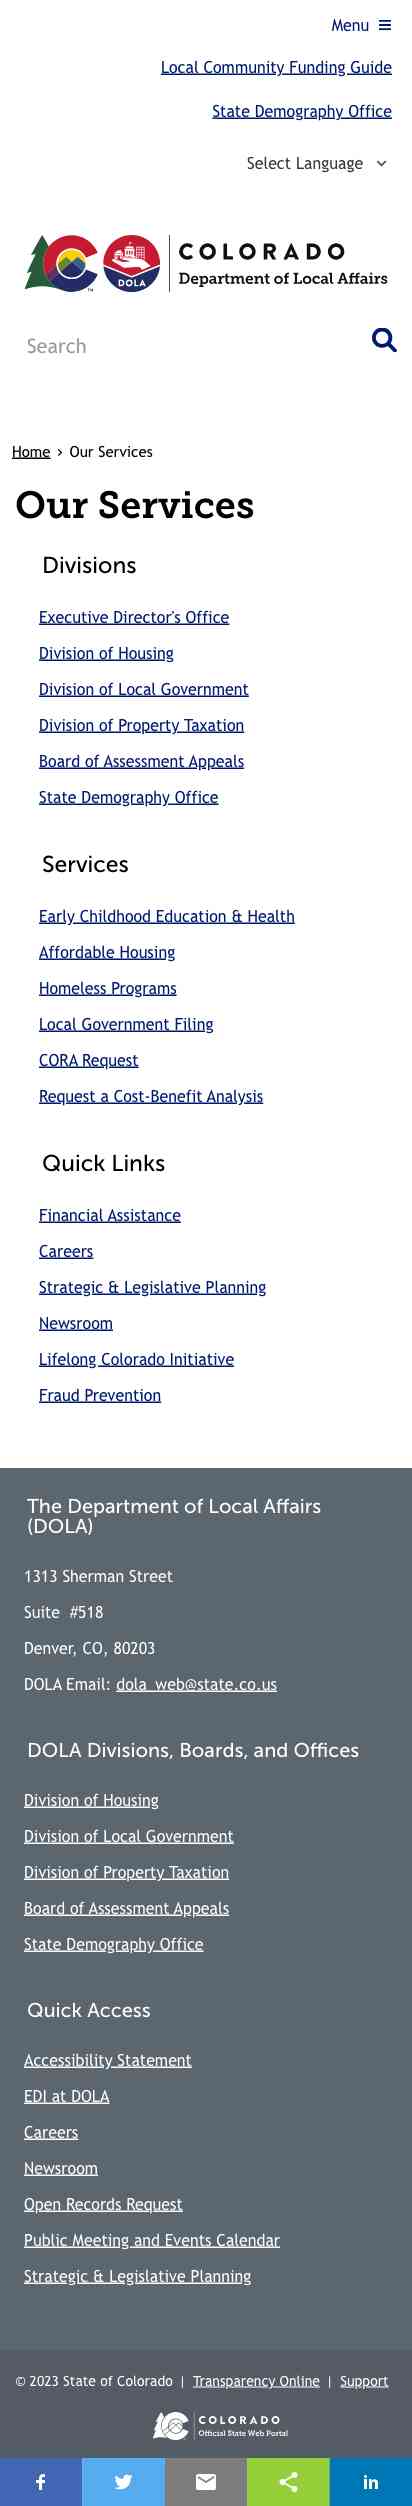 Menu
Local Community Funding Guide
State Demography Office
Select Language
COLORADO
Department of Local Affairs
DOLA
TM
Search
Home › Our Services
Our Services
Divisions
Executive Director's Office
Division of Housing
Division of Local Government
Division of Property Taxation
Board of Assessment Appeals
State Demography Office
Services
Early Childhood Education & Health
Affordable Housing
Homeless Programs
Local Government Filing
CORA Request
Request a Cost-Benefit Analysis
Quick Links
Financial Assistance
Careers
Strategic & Legislative Planning
Newsroom
Lifelong Colorado Initiative
Fraud Prevention
The Department of Local Affairs
(DOLA)
1313 Sherman Street
Suite #518
Denver, CO, 80203
DOLA Email: dola_web@state.co.us
DOLA Divisions, Boards, and Offices
Division of Housing
Division of Local Government
Division of Property Taxation
Board of Assessment Appeals
State Demography Office
Quick Access
Accessibility Statement
EDI at DOLA
Careers
Newsroom
Open Records Request
Public Meeting and Events Calendar
Strategic & Legislative Planning
© 2023 State of Colorado | Transparency Online | Support
COLORADO
Official State Web Portal